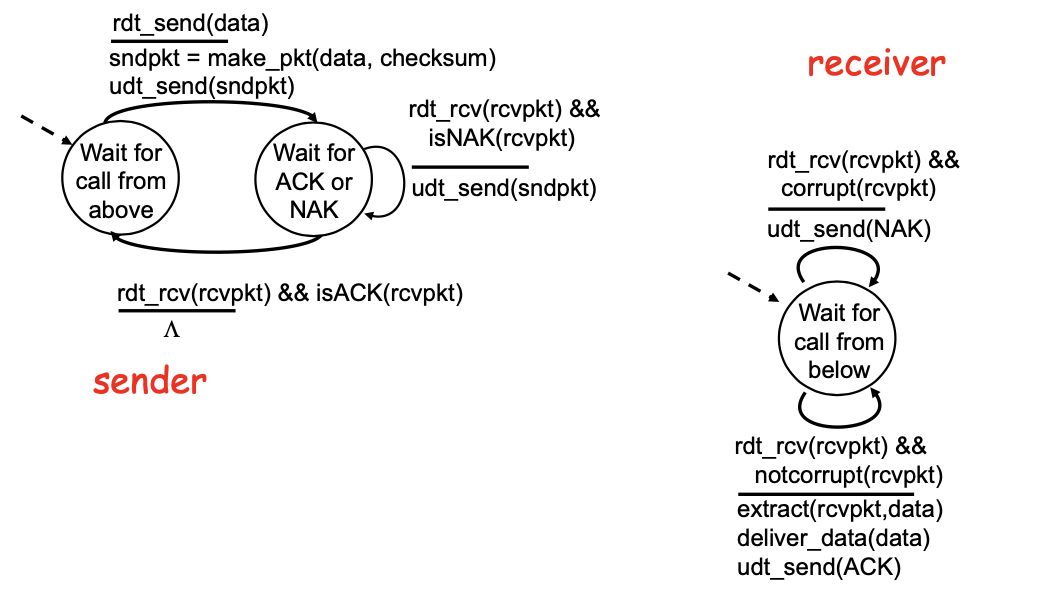 rdt_send(data)
sndpkt = make_pkt(data, checksum)
udt_send(sndpkt)
Wait for
call from
above
Wait for
ACK or
NAK
rdt_rcv(rcvpkt) &&
isNAK(rcvpkt)
udt_send(sndpkt)
rdt_rcv(rcvpkt) && isACK(rcvpkt)
Λ
sender
receiver
rdt_rcv(rcvpkt) &&
corrupt(rcvpkt)
udt_send(NAK)
Wait for
call from
below
rdt_rcv(rcvpkt) &&
notcorrupt(rcvpkt)
extract(rcvpkt,data)
deliver_data(data)
udt_send(ACK)